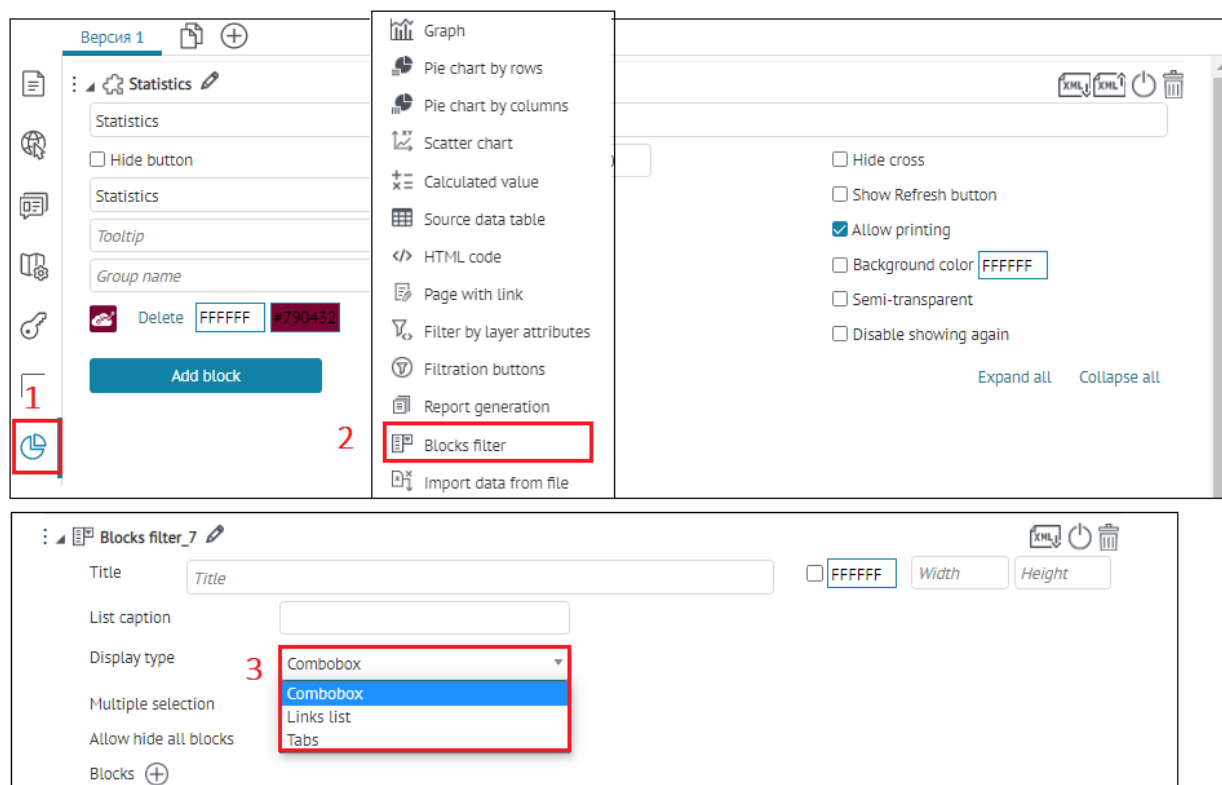 Версия 1
Statistics
XML
XML
Statistics
Hide button
Statistics
Tooltip
Group name
Delete FFFFFF #790432
Add block
1
2
Graph
Pie chart by rows
Pie chart by columns
Scatter chart
Calculated value
Source data table
HTML code
Page with link
Filter by layer attributes
Filtration buttons
Report generation
Blocks filter
Import data from file
Hide cross
Show Refresh button
Allow printing
Background color FFFFFF
Semi-transparent
Disable showing again
Expand all Collapse all
Blocks filter_7
XML
Title Title FFFFFF Width Height
List caption
Display type 3 Combobox
Combobox
Multiple selection
Links list
Allow hide all blocks
Tabs
Blocks